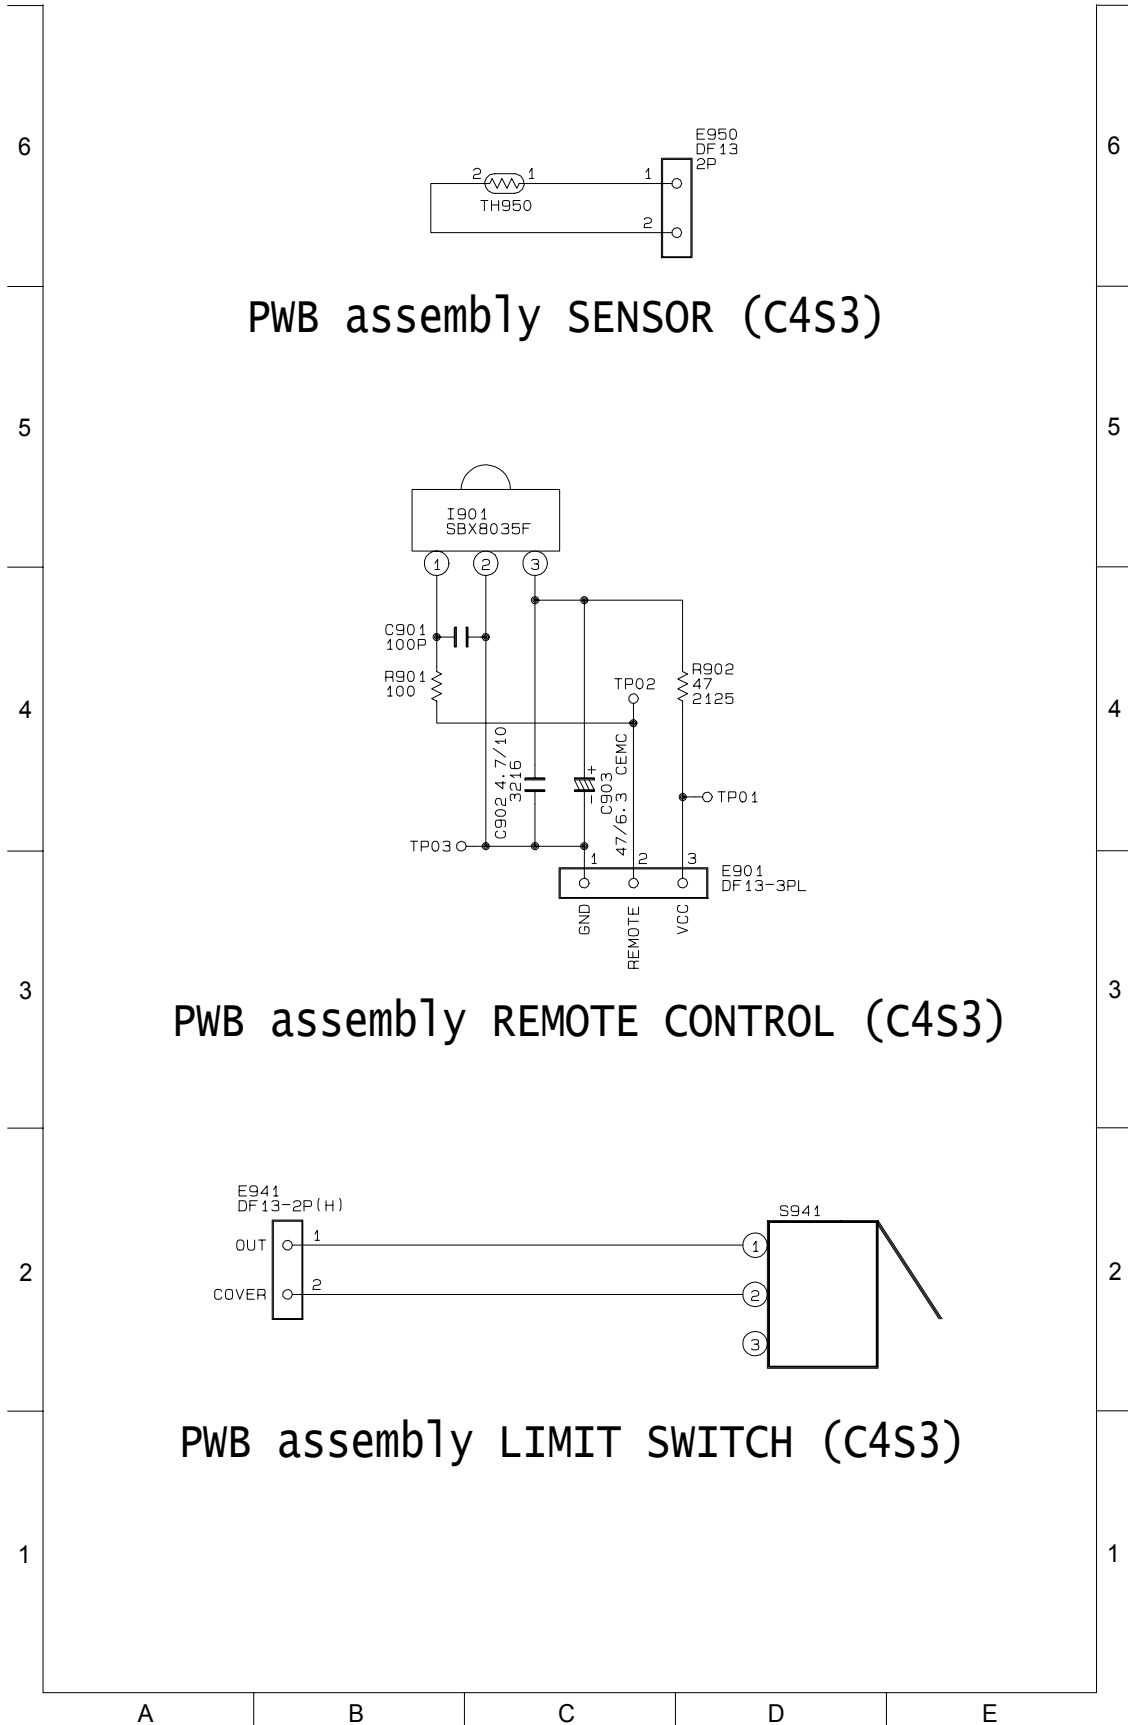 6
6
E950
DF13
2P
2 1
1
TH950
2
PWB assembly SENSOR (C4S3)
5
5
I901
SBX8035F
1 2 3
C901
100P
R901
100
TP02
R902
47
2125
4
4
C902 4.7/10
3216
+
-
C903
47/6.3 CEMC
TP01
TP03
1 2 3
E901
DF13-3PL
GND
REMOTE
VCC
3
3
PWB assembly REMOTE CONTROL (C4S3)
E941
DF13-2P(H)
S941
OUT 1
1
COVER 2
2
3
2
2
PWB assembly LIMIT SWITCH (C4S3)
1
1
A B C D E